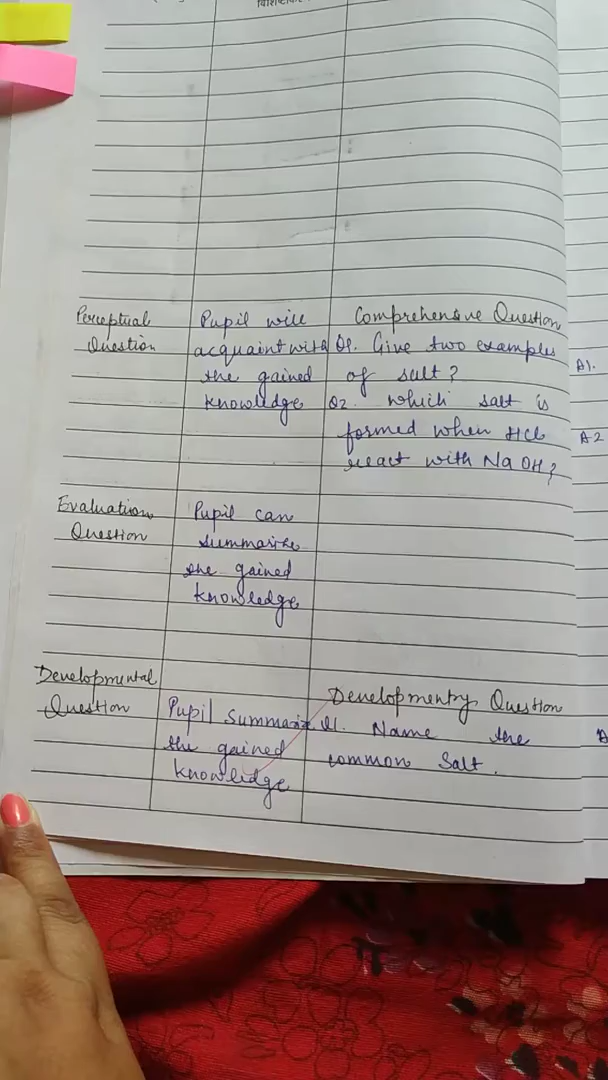 Perceptual
Question
Pupil will
acquaint with
the gained
knowledge
Comprehensive Question
Q1. Give two examples
of salt?
Q2. which salt is
formed when HCl
react with NaOH?
A1.
A2
Evaluation
Question
Pupil can
summarize
the gained
knowledge
Developmental
Question
Pupil summarize
the gained
knowledge
Developmentry Question
Q1. Name the
common Salt.